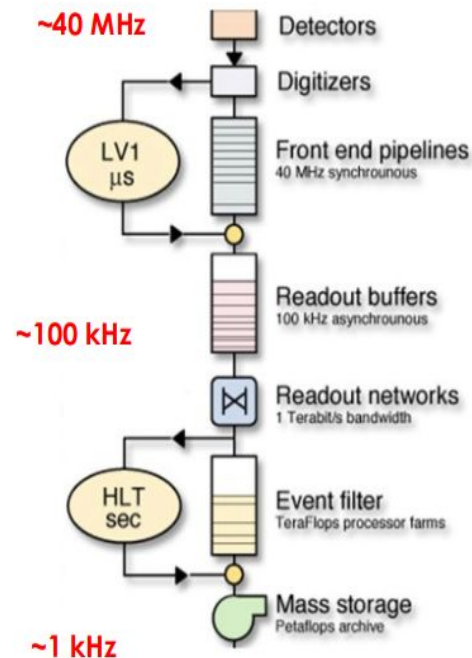 ~40 MHz
Detectors
Digitizers
LV1
µs
Front end pipelines
40 MHz synchrounous
Readout buffers
100 kHz asynchrounous
~100 kHz
Readout networks
1 Terabit/s bandwidth
HLT
sec
Event filter
TeraFlops processor farms
Mass storage
Petaflops archive
~1 kHz